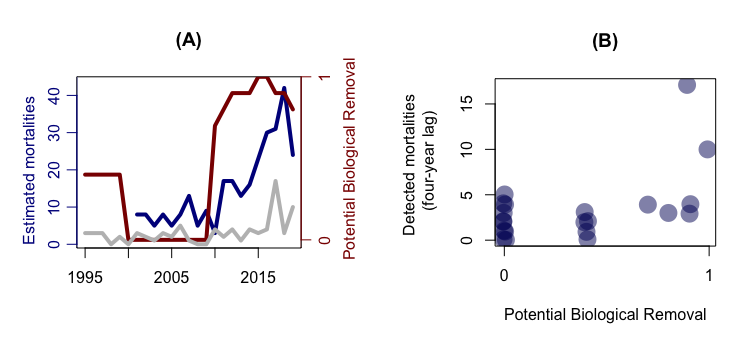 (A)
Estimated mortalities
0
10
20
30
40
1995
2005
2015
0
1
Potential Biological Removal
(B)
Detected mortalities
(four-year lag)
0
5
10
15
0
1
Potential Biological Removal